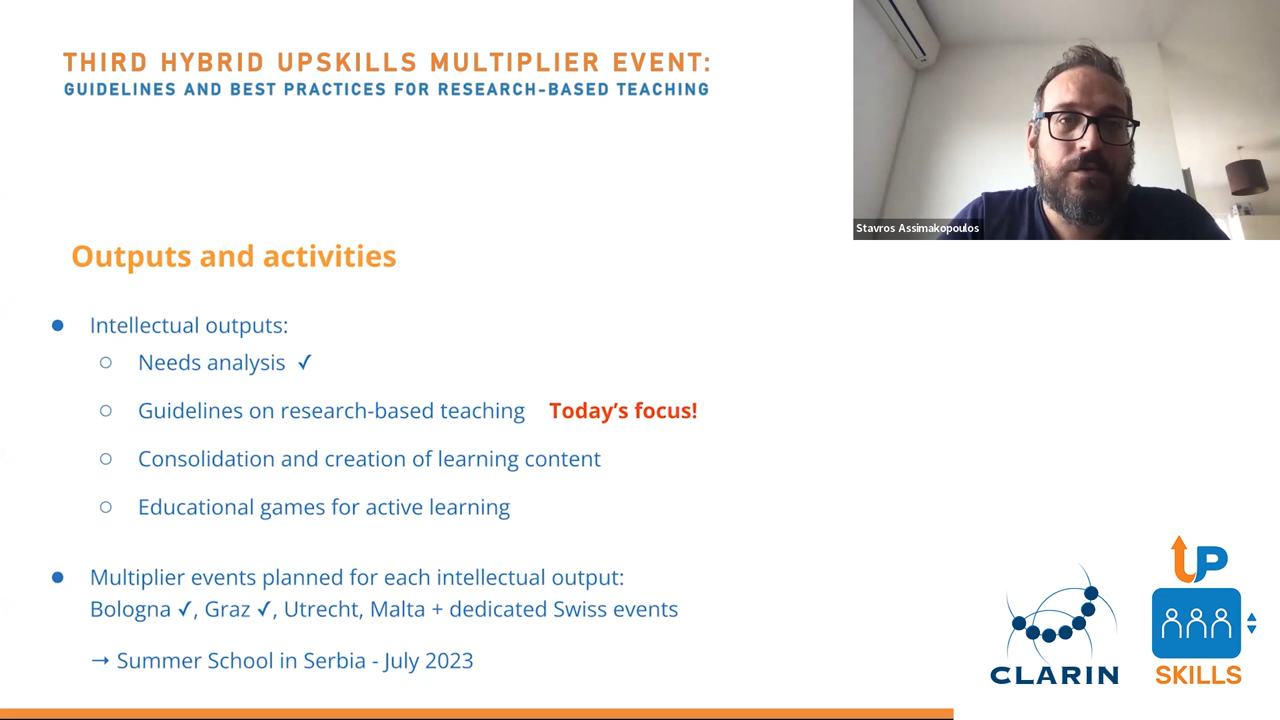 THIRD HYBRID UPSKILLS MULTIPLIER EVENT:
GUIDELINES AND BEST PRACTICES FOR RESEARCH-BASED TEACHING
Stavros Assimakopoulos
Outputs and activities
● Intellectual outputs:
○ Needs analysis ✓
○ Guidelines on research-based teaching Today’s focus!
○ Consolidation and creation of learning content
○ Educational games for active learning
● Multiplier events planned for each intellectual output:
Bologna ✓, Graz ✓, Utrecht, Malta + dedicated Swiss events
→ Summer School in Serbia - July 2023
CLARIN
UP
SKILLS